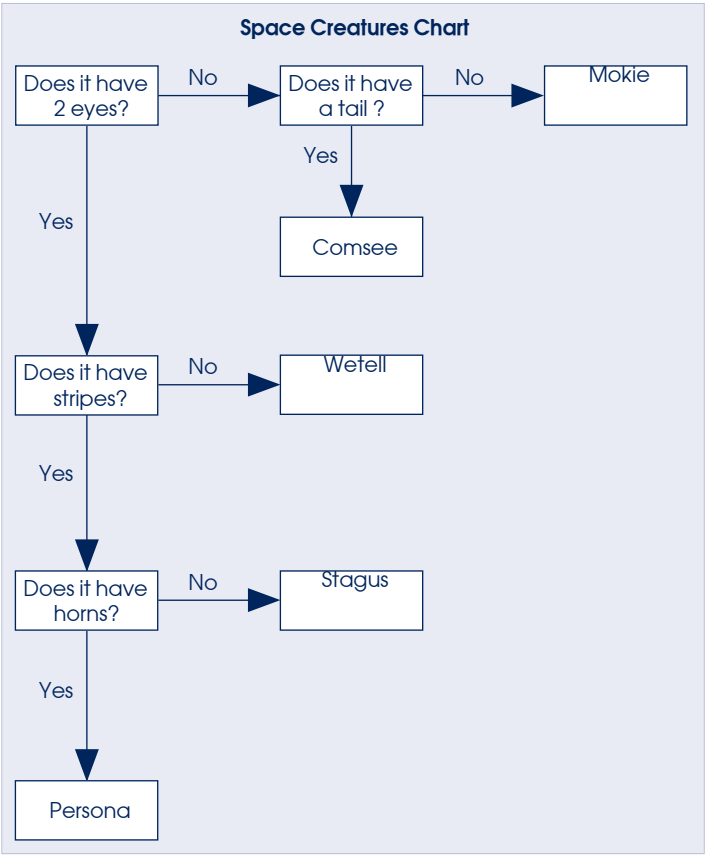 Space Creatures Chart
Does it have
2 eyes?
No
Does it have
a tail ?
No
Mokie
Yes
Yes
Comsee
Does it have
stripes?
No
Wetell
Yes
Does it have
horns?
No
Stagus
Yes
Persona